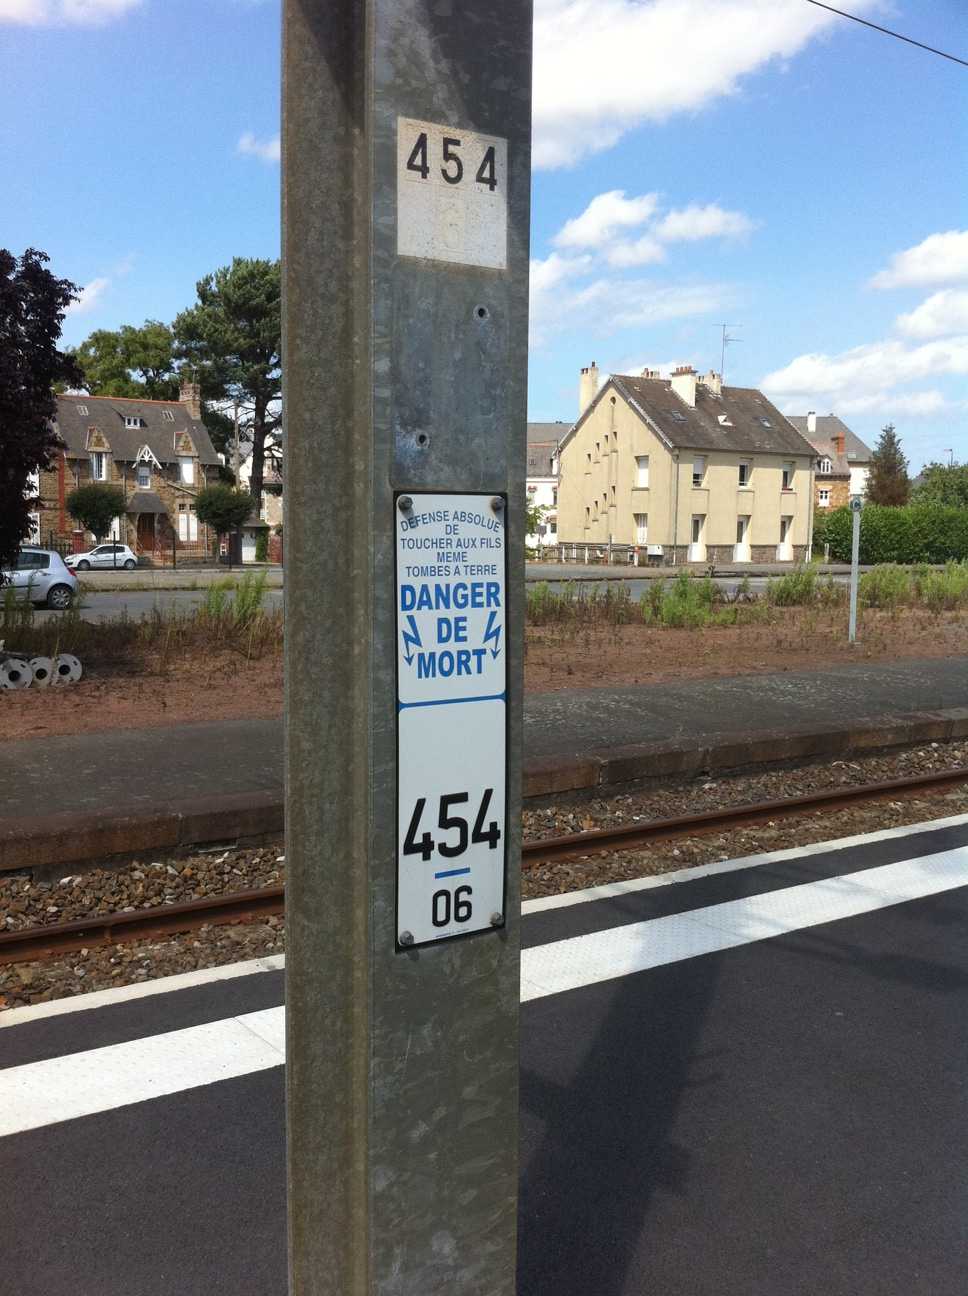 454
DEFENSE ABSOLUE
DE
TOUCHER AUX FILS
MEME
TOMBES A TERRE
DANGER
DE
MORT
454
06